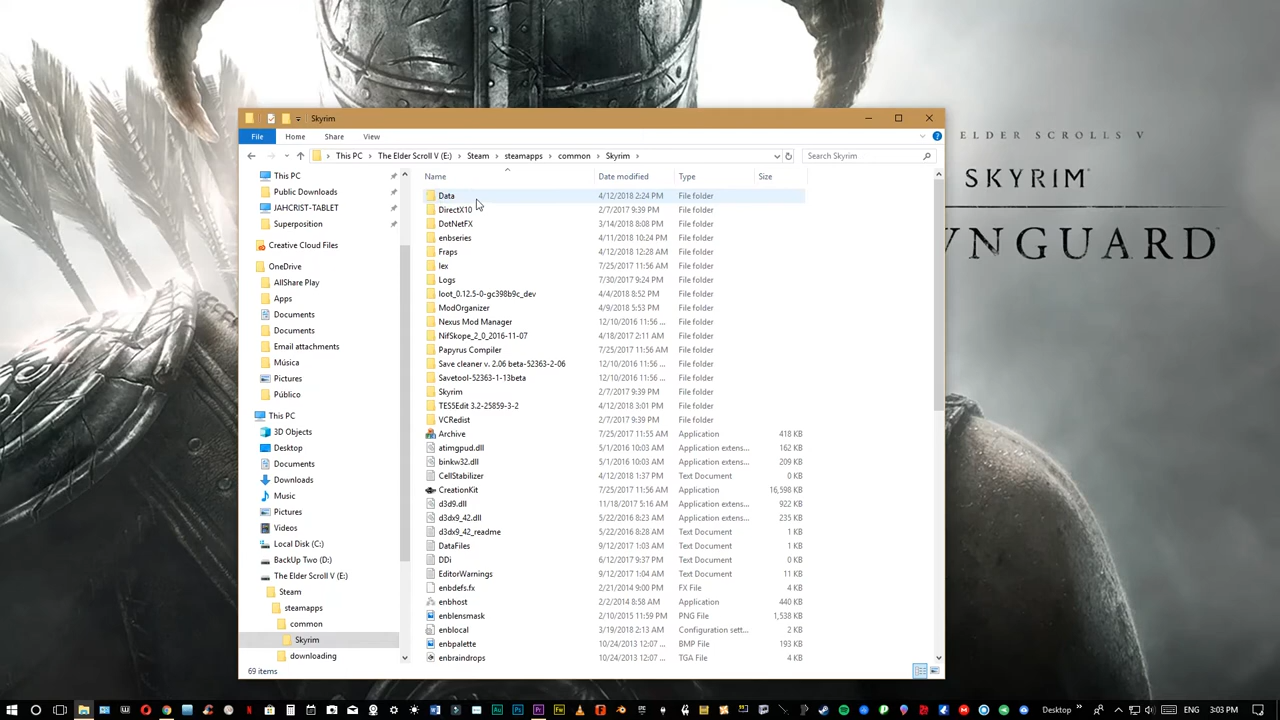 Skyrim
File Home Share View
This PC The Elder Scroll V (E:) Steam steamapps common Skyrim
Search Skyrim
This PC
Public Downloads
JAHCRIST-TABLET
Superposition
Creative Cloud Files
OneDrive
AllShare Play
Apps
Documents
Documents
Email attachments
Música
Pictures
Público
This PC
3D Objects
Desktop
Documents
Downloads
Music
Pictures
Videos
Local Disk (C:)
BackUp Two (D:)
The Elder Scroll V (E:)
Steam
steamapps
common
Skyrim
downloading
Name Date modified Type Size
Data 4/12/2018 2:24 PM File folder
DirectX10 2/7/2017 9:39 PM File folder
DotNetFX 3/14/2018 8:08 PM File folder
enbseries 4/11/2018 10:24 PM File folder
Fraps 4/12/2018 12:28 AM File folder
lex 7/25/2017 11:56 AM File folder
Logs 7/30/2017 9:24 PM File folder
loot_0.12.5-0-gc398b9c_dev 4/4/2018 8:52 PM File folder
ModOrganizer 4/9/2018 5:53 PM File folder
Nexus Mod Manager 12/10/2016 11:56 ... File folder
NifSkope_2_0_2016-11-07 4/18/2017 2:11 AM File folder
Papyrus Compiler 7/25/2017 11:56 AM File folder
Save cleaner v. 2.06 beta-52363-2-06 12/10/2016 11:56 ... File folder
Savetool-52363-1-13beta 12/10/2016 11:56 ... File folder
Skyrim 2/7/2017 9:39 PM File folder
TES5Edit 3.2-25859-3-2 4/12/2018 3:01 PM File folder
VCRedist 2/7/2017 9:39 PM File folder
Archive 7/25/2017 11:55 AM Application 418 KB
atimgpud.dll 5/1/2016 10:03 AM Application extens... 162 KB
binkw32.dll 5/1/2016 10:03 AM Application extens... 209 KB
CellStabilizer 4/12/2018 1:37 PM Text Document 0 KB
CreationKit 7/25/2017 11:56 AM Application 16,598 KB
d3d9.dll 11/18/2017 5:16 AM Application extens... 922 KB
d3dx9_42.dll 5/22/2016 8:23 AM Application extens... 235 KB
d3dx9_42_readme 5/22/2016 8:28 AM Text Document 1 KB
DataFiles 9/12/2017 1:03 AM Text Document 1 KB
DDi 6/12/2017 9:37 PM Text Document 0 KB
EditorWarnings 9/12/2017 1:04 AM Text Document 11 KB
enbdefs.fx 2/21/2014 9:00 PM FX File 4 KB
enbhost 2/2/2014 8:58 AM Application 440 KB
enblensmask 2/10/2015 11:59 PM PNG File 1,538 KB
enblocal 3/19/2018 2:13 AM Configuration sett... 2 KB
enbpalette 10/24/2013 12:07 ... BMP File 193 KB
enbraindrops 10/24/2013 12:07 ... TGA File 4 KB
69 items
ELDER SCROLLS V
SKYRIM
WNGUARD
Desktop
ENG
3:03 PM